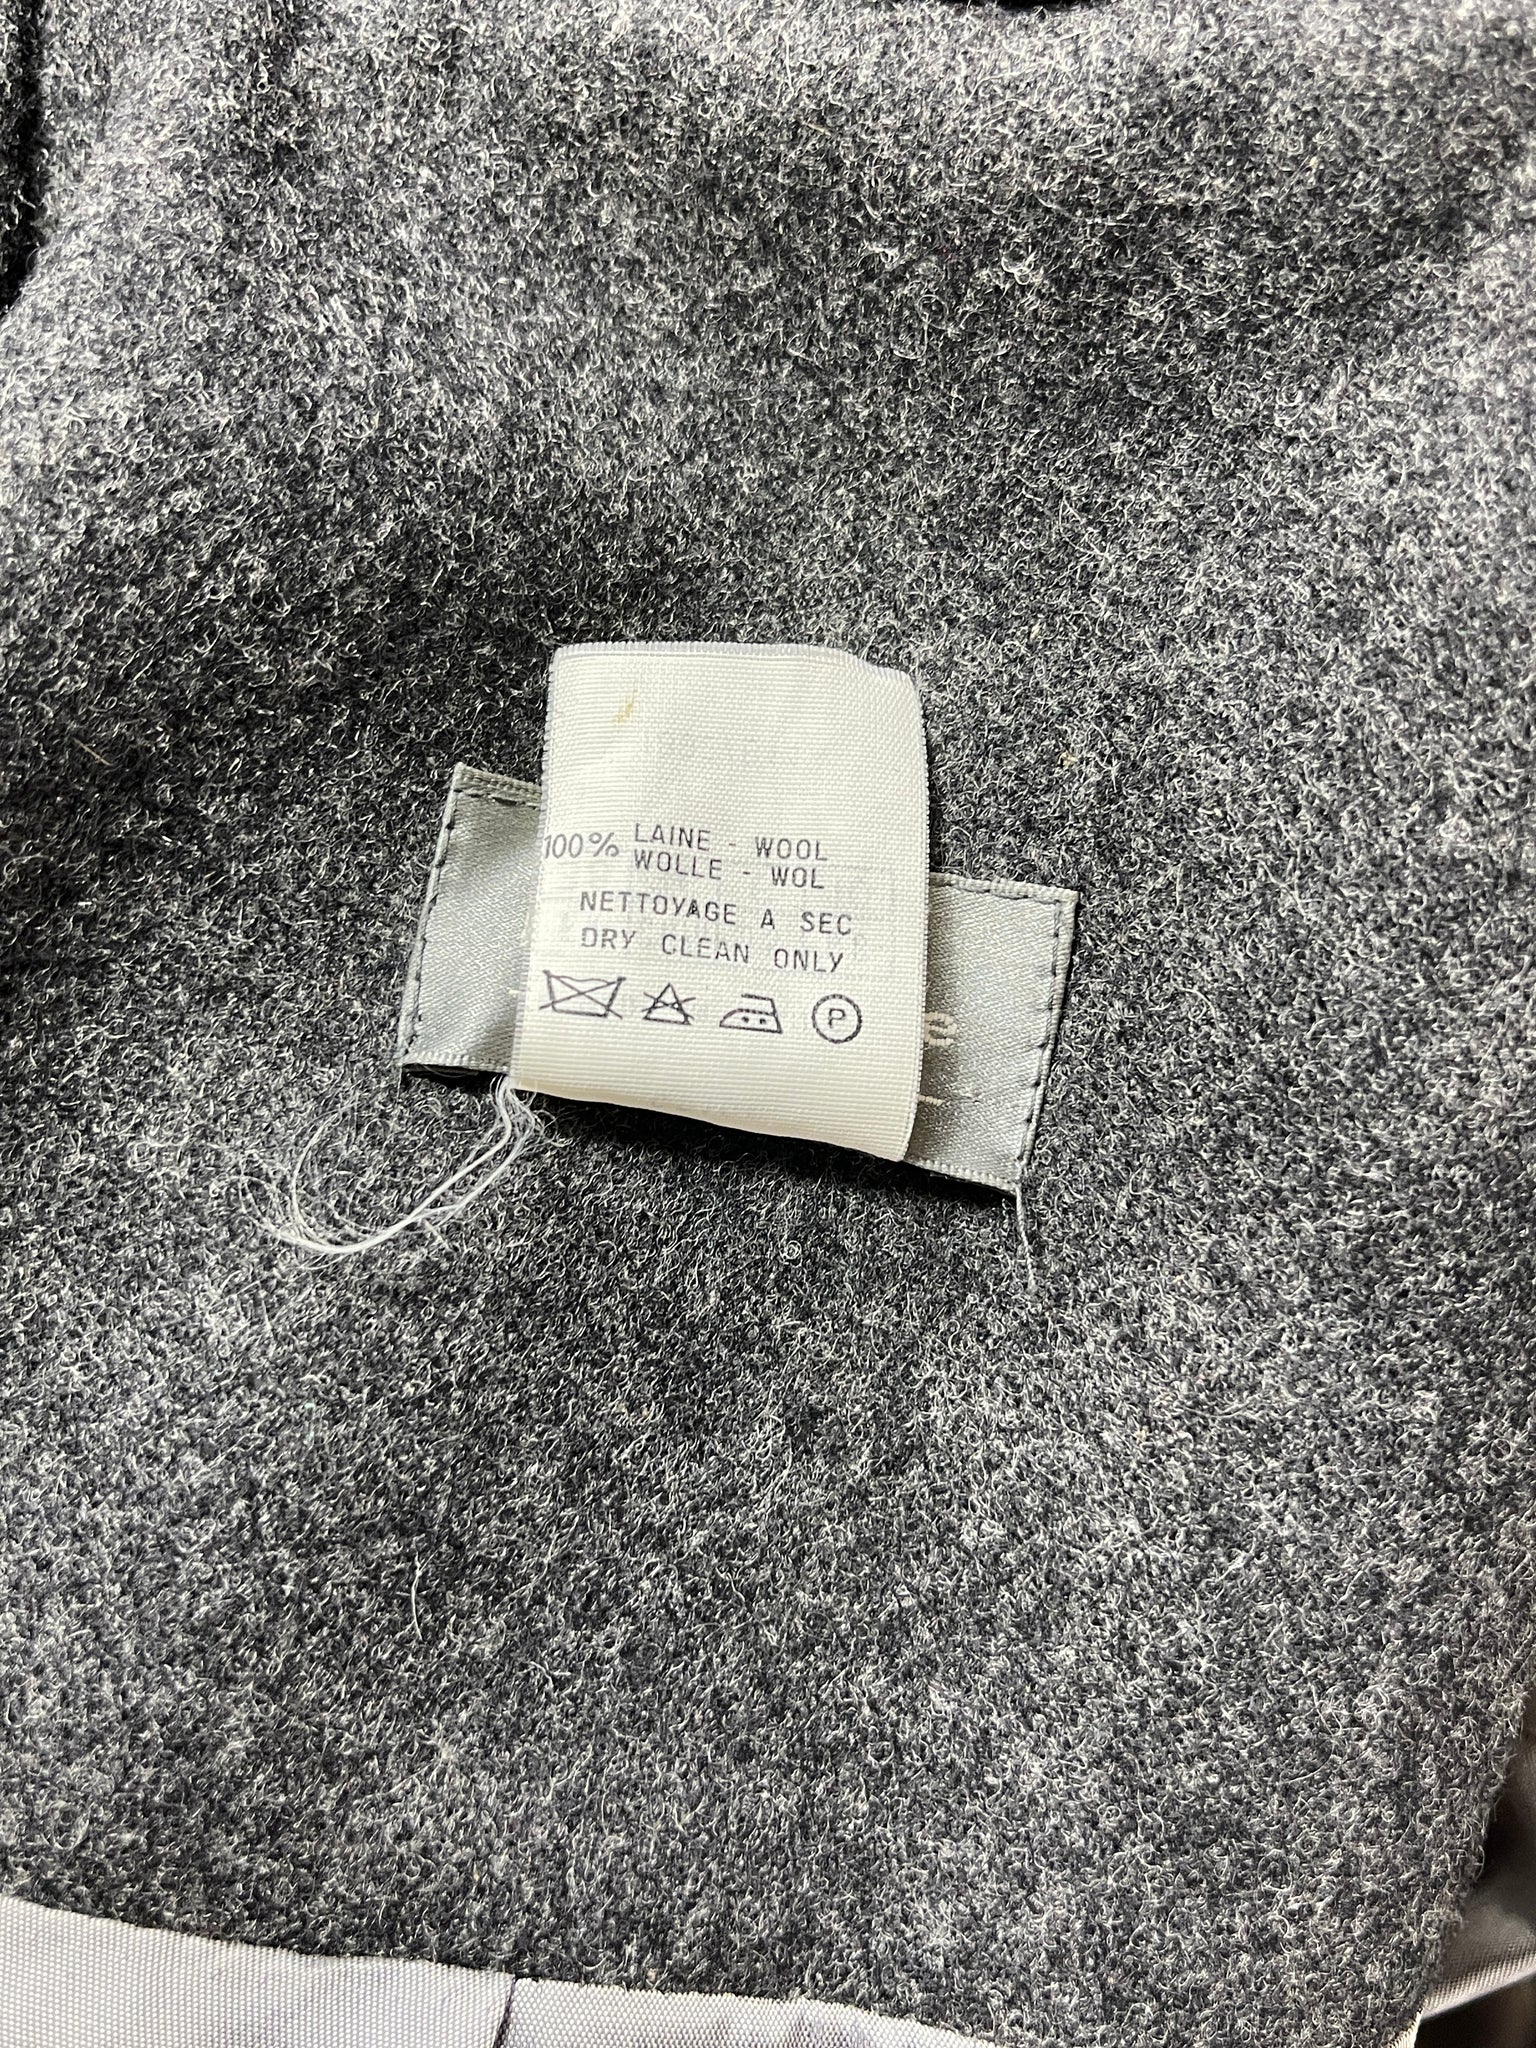 100% LAINE - WOOL
WOLLE - WOL
NETTOYAGE A SEC
DRY CLEAN ONLY
P
e